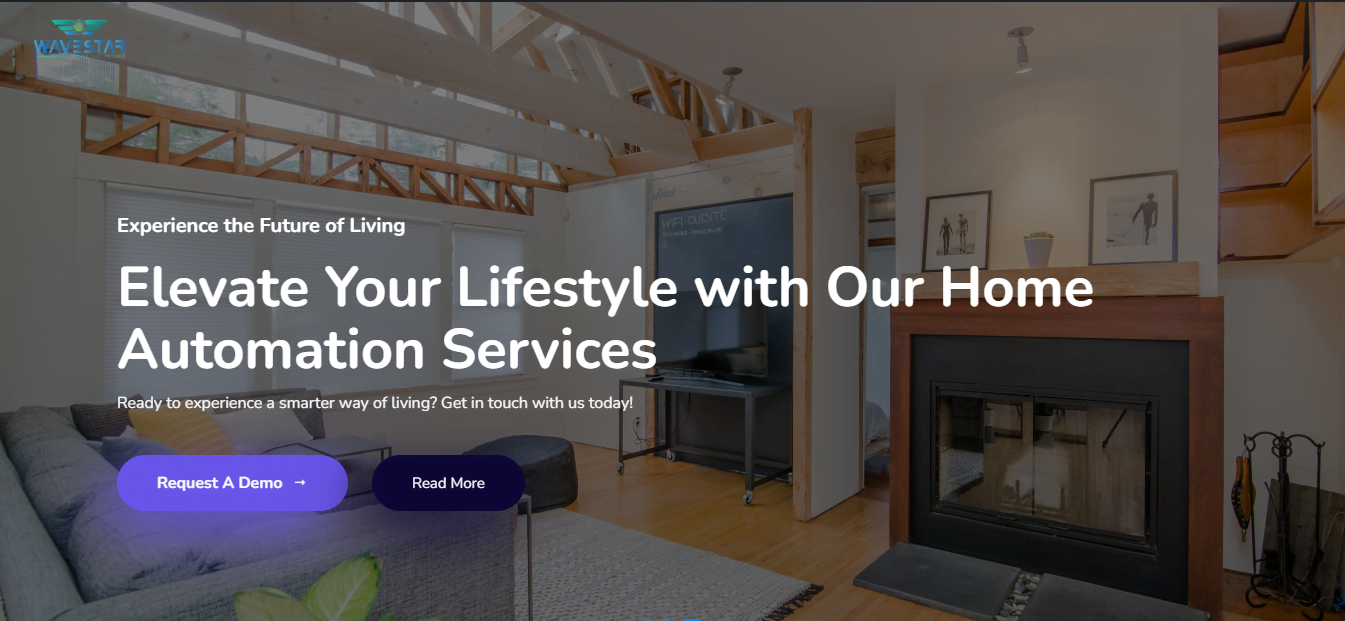 WAVESTAR
Experience the Future of Living
Elevate Your Lifestyle with Our Home
Automation Services
Ready to experience a smarter way of living? Get in touch with us today!
Request A Demo →
Read More
WIFI-OUTSITE